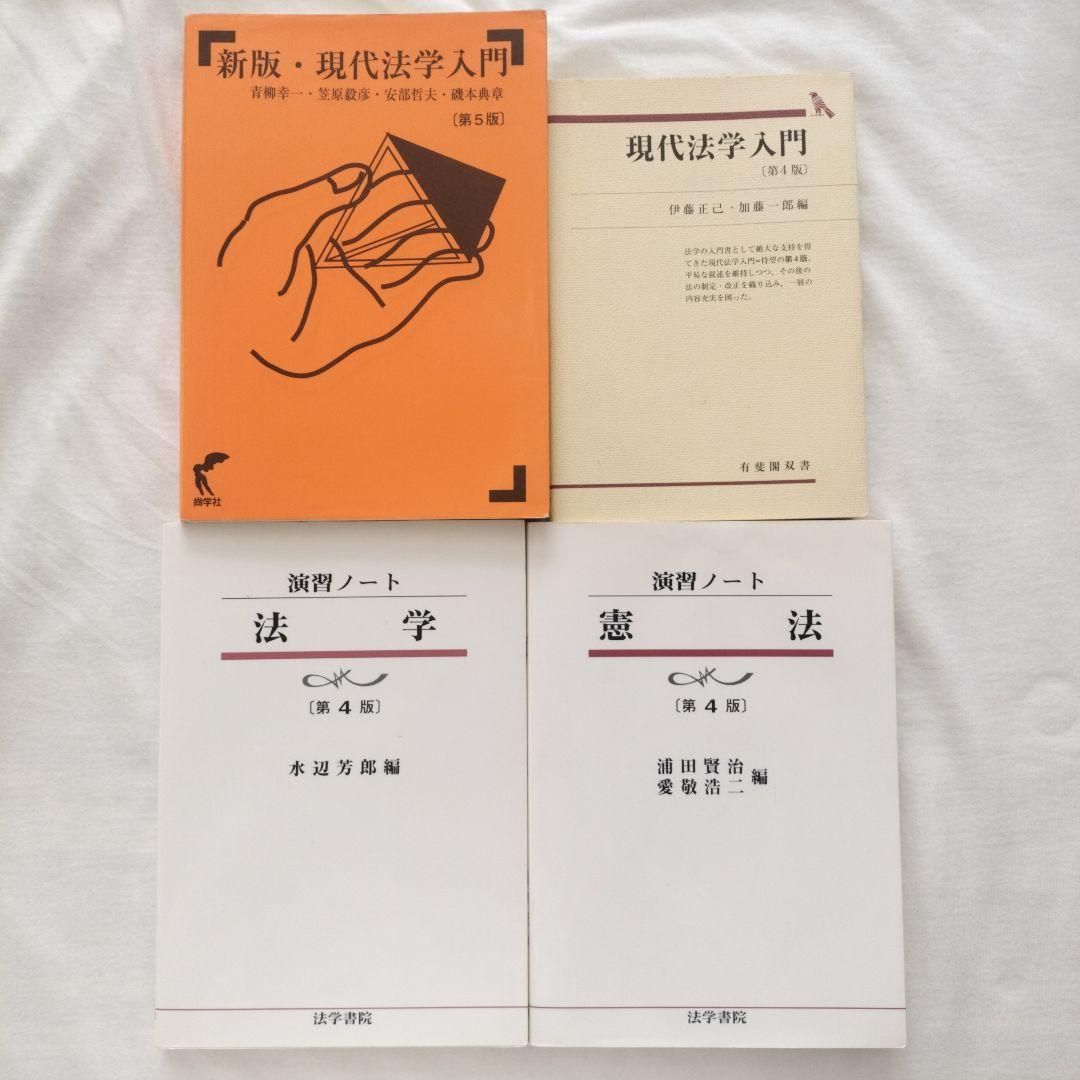 新版・現代法学入門
青柳幸一・笠原毅彦・安部哲夫・磯本典章
〔第5版〕
尚学社
現代法学入門
〔第4版〕
伊藤正己・加藤一郎編
法学の入門書として絶大な支持を得
てきた現代法学入門=待望の第4版。
平易な叙述を維持しつつ，その後の
法の制定・改正を織り込み，一層の
内容充実を図った。
有斐閣双書
演習ノート
法学
〔第4版〕
水辺芳郎編
法学書院
演習ノート
憲法
〔第4版〕
浦田賢治
愛敬浩二
編
法学書院